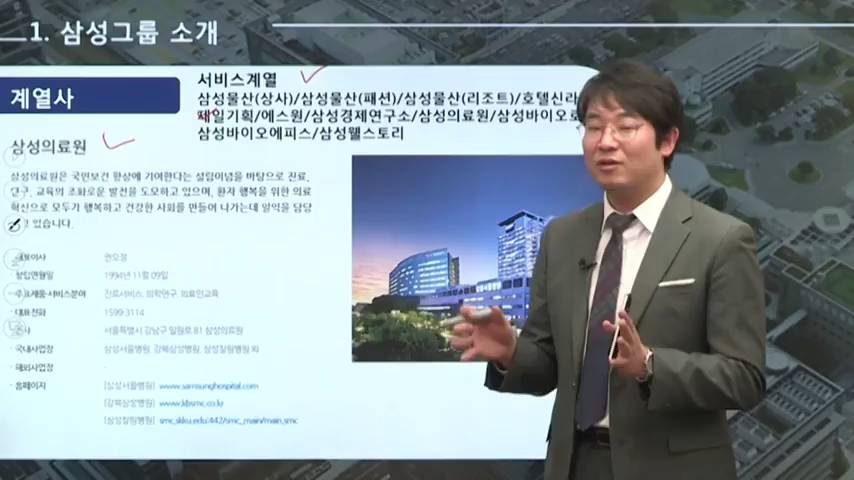 1. 삼성그룹 소개
계열사
서비스계열
삼성물산(상사)/삼성물산(패션)/삼성물산(리조트)/호텔신라
제일기획/에스원/삼성경제연구소/삼성의료원/삼성바이오로
삼성바이오에피스/삼성웰스토리
삼성의료원
삼성의료원은 국민보건 향상에 기여한다는 설립이념을 바탕으로 진료,
연구, 교육의 조화로운 발전을 도모하고 있으며, 환자 행복을 위한 의료
혁신으로 모두가 행복하고 건강한 사회를 만들어 나가는데 일익을 담당
하고 있습니다.
· 대표이사 권오정
· 창립연월일 1994년 11월 09일
· 주요제품·서비스분야 진료서비스, 의학연구, 의료인교육
· 대표전화 1599-3114
서울특별시 강남구 일원로 81 삼성의료원
· 국내사업장 삼성서울병원, 강북삼성병원, 삼성창원병원 외
· 해외사업장 -
· 홈페이지 [삼성서울병원] www.samsunghospital.com
[강북삼성병원] www.kbsmc.co.kr
[삼성창원병원] smc.skku.edu:442/smc_main/main.smc